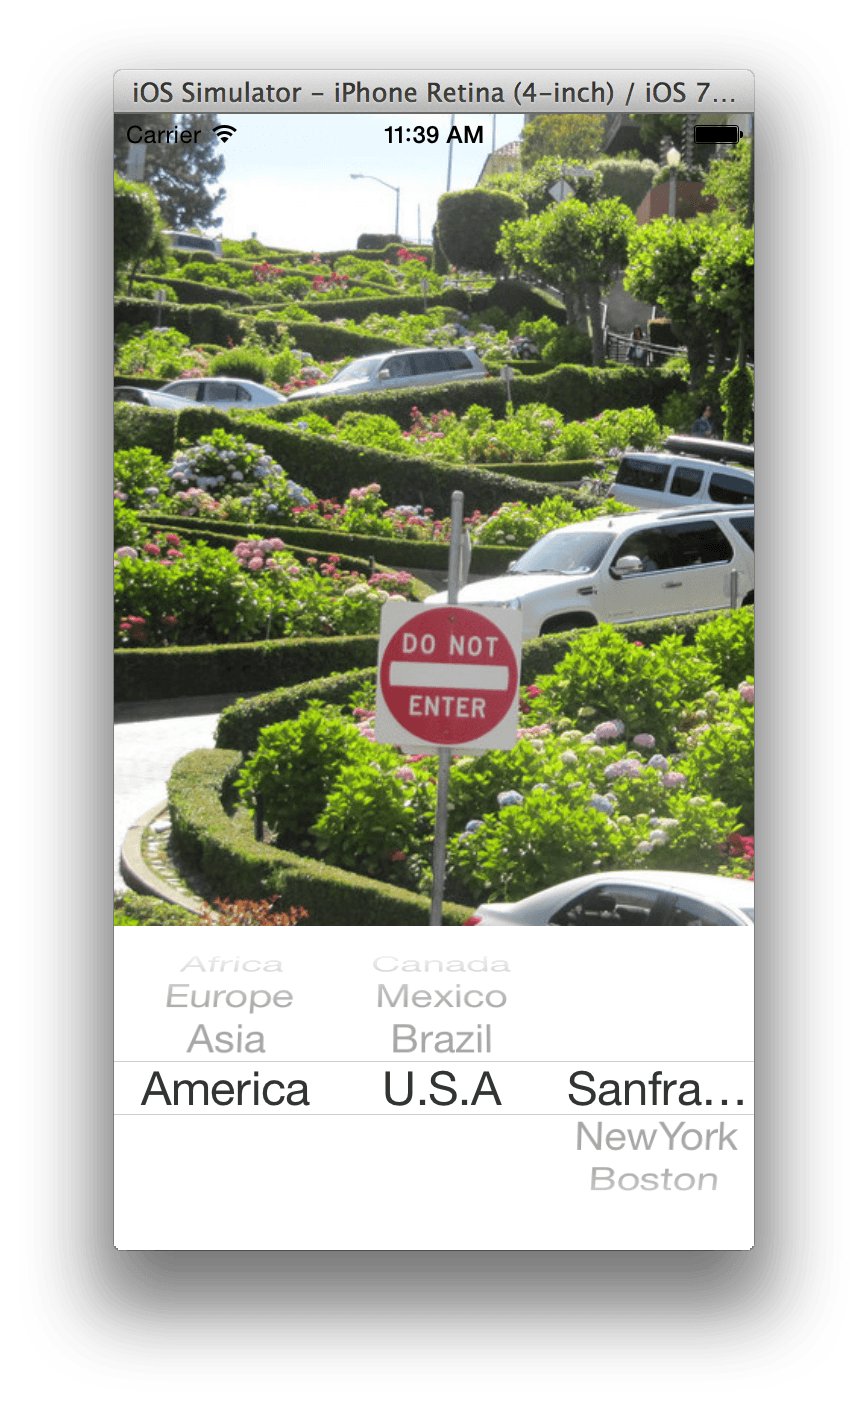 iOS Simulator – iPhone Retina (4-inch) / iOS 7...
Carrier 11:39 AM
DO NOT
ENTER
Africa Canada
Europe Mexico
Asia Brazil
America U.S.A Sanfra...
NewYork
Boston